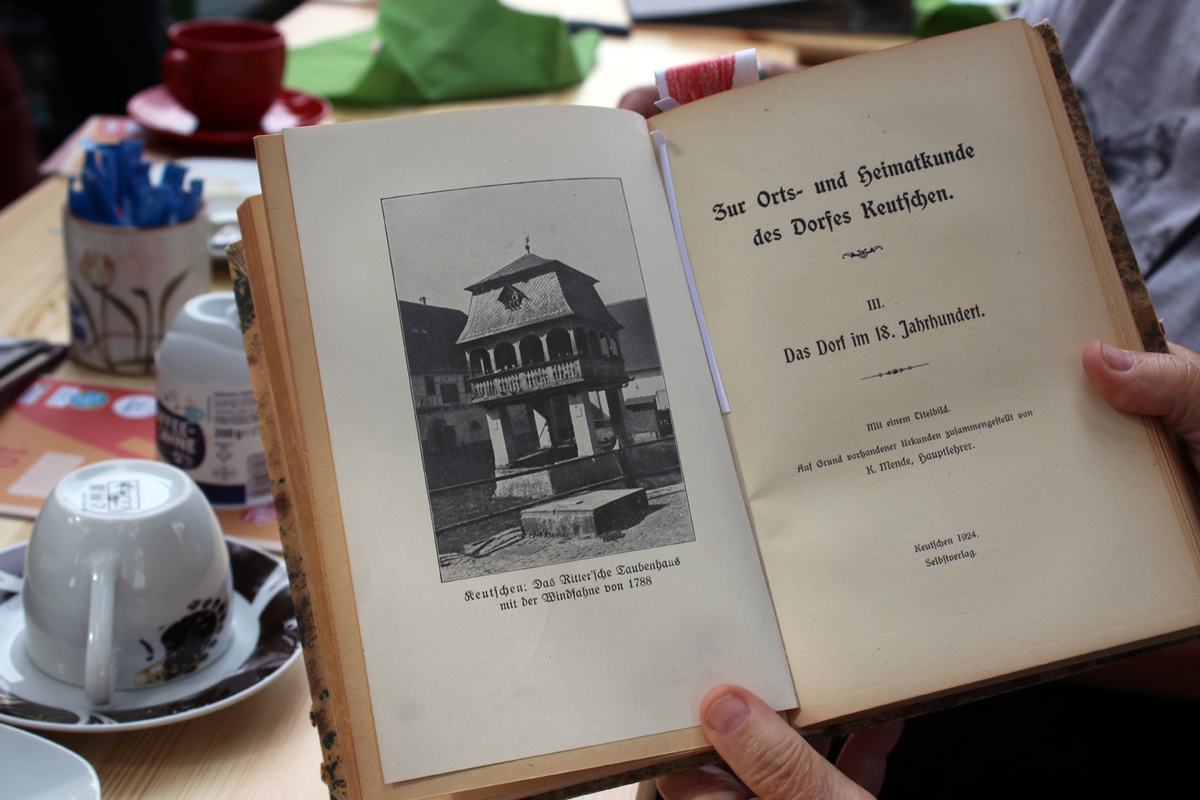 Keutschen: Das Ritter'sche Taubenhaus
mit der Windfahne von 1788
Zur Orts- und Heimatkunde
des Dorfes Keutschen.
III.
Das Dorf im 18. Jahrhundert.
Mit einem Titelbild.
Auf Grund vorhandener Urkunden zusammengestellt von
K. Mende, Hauptlehrer.
Keutschen 1924.
Selbstverlag.
200 g